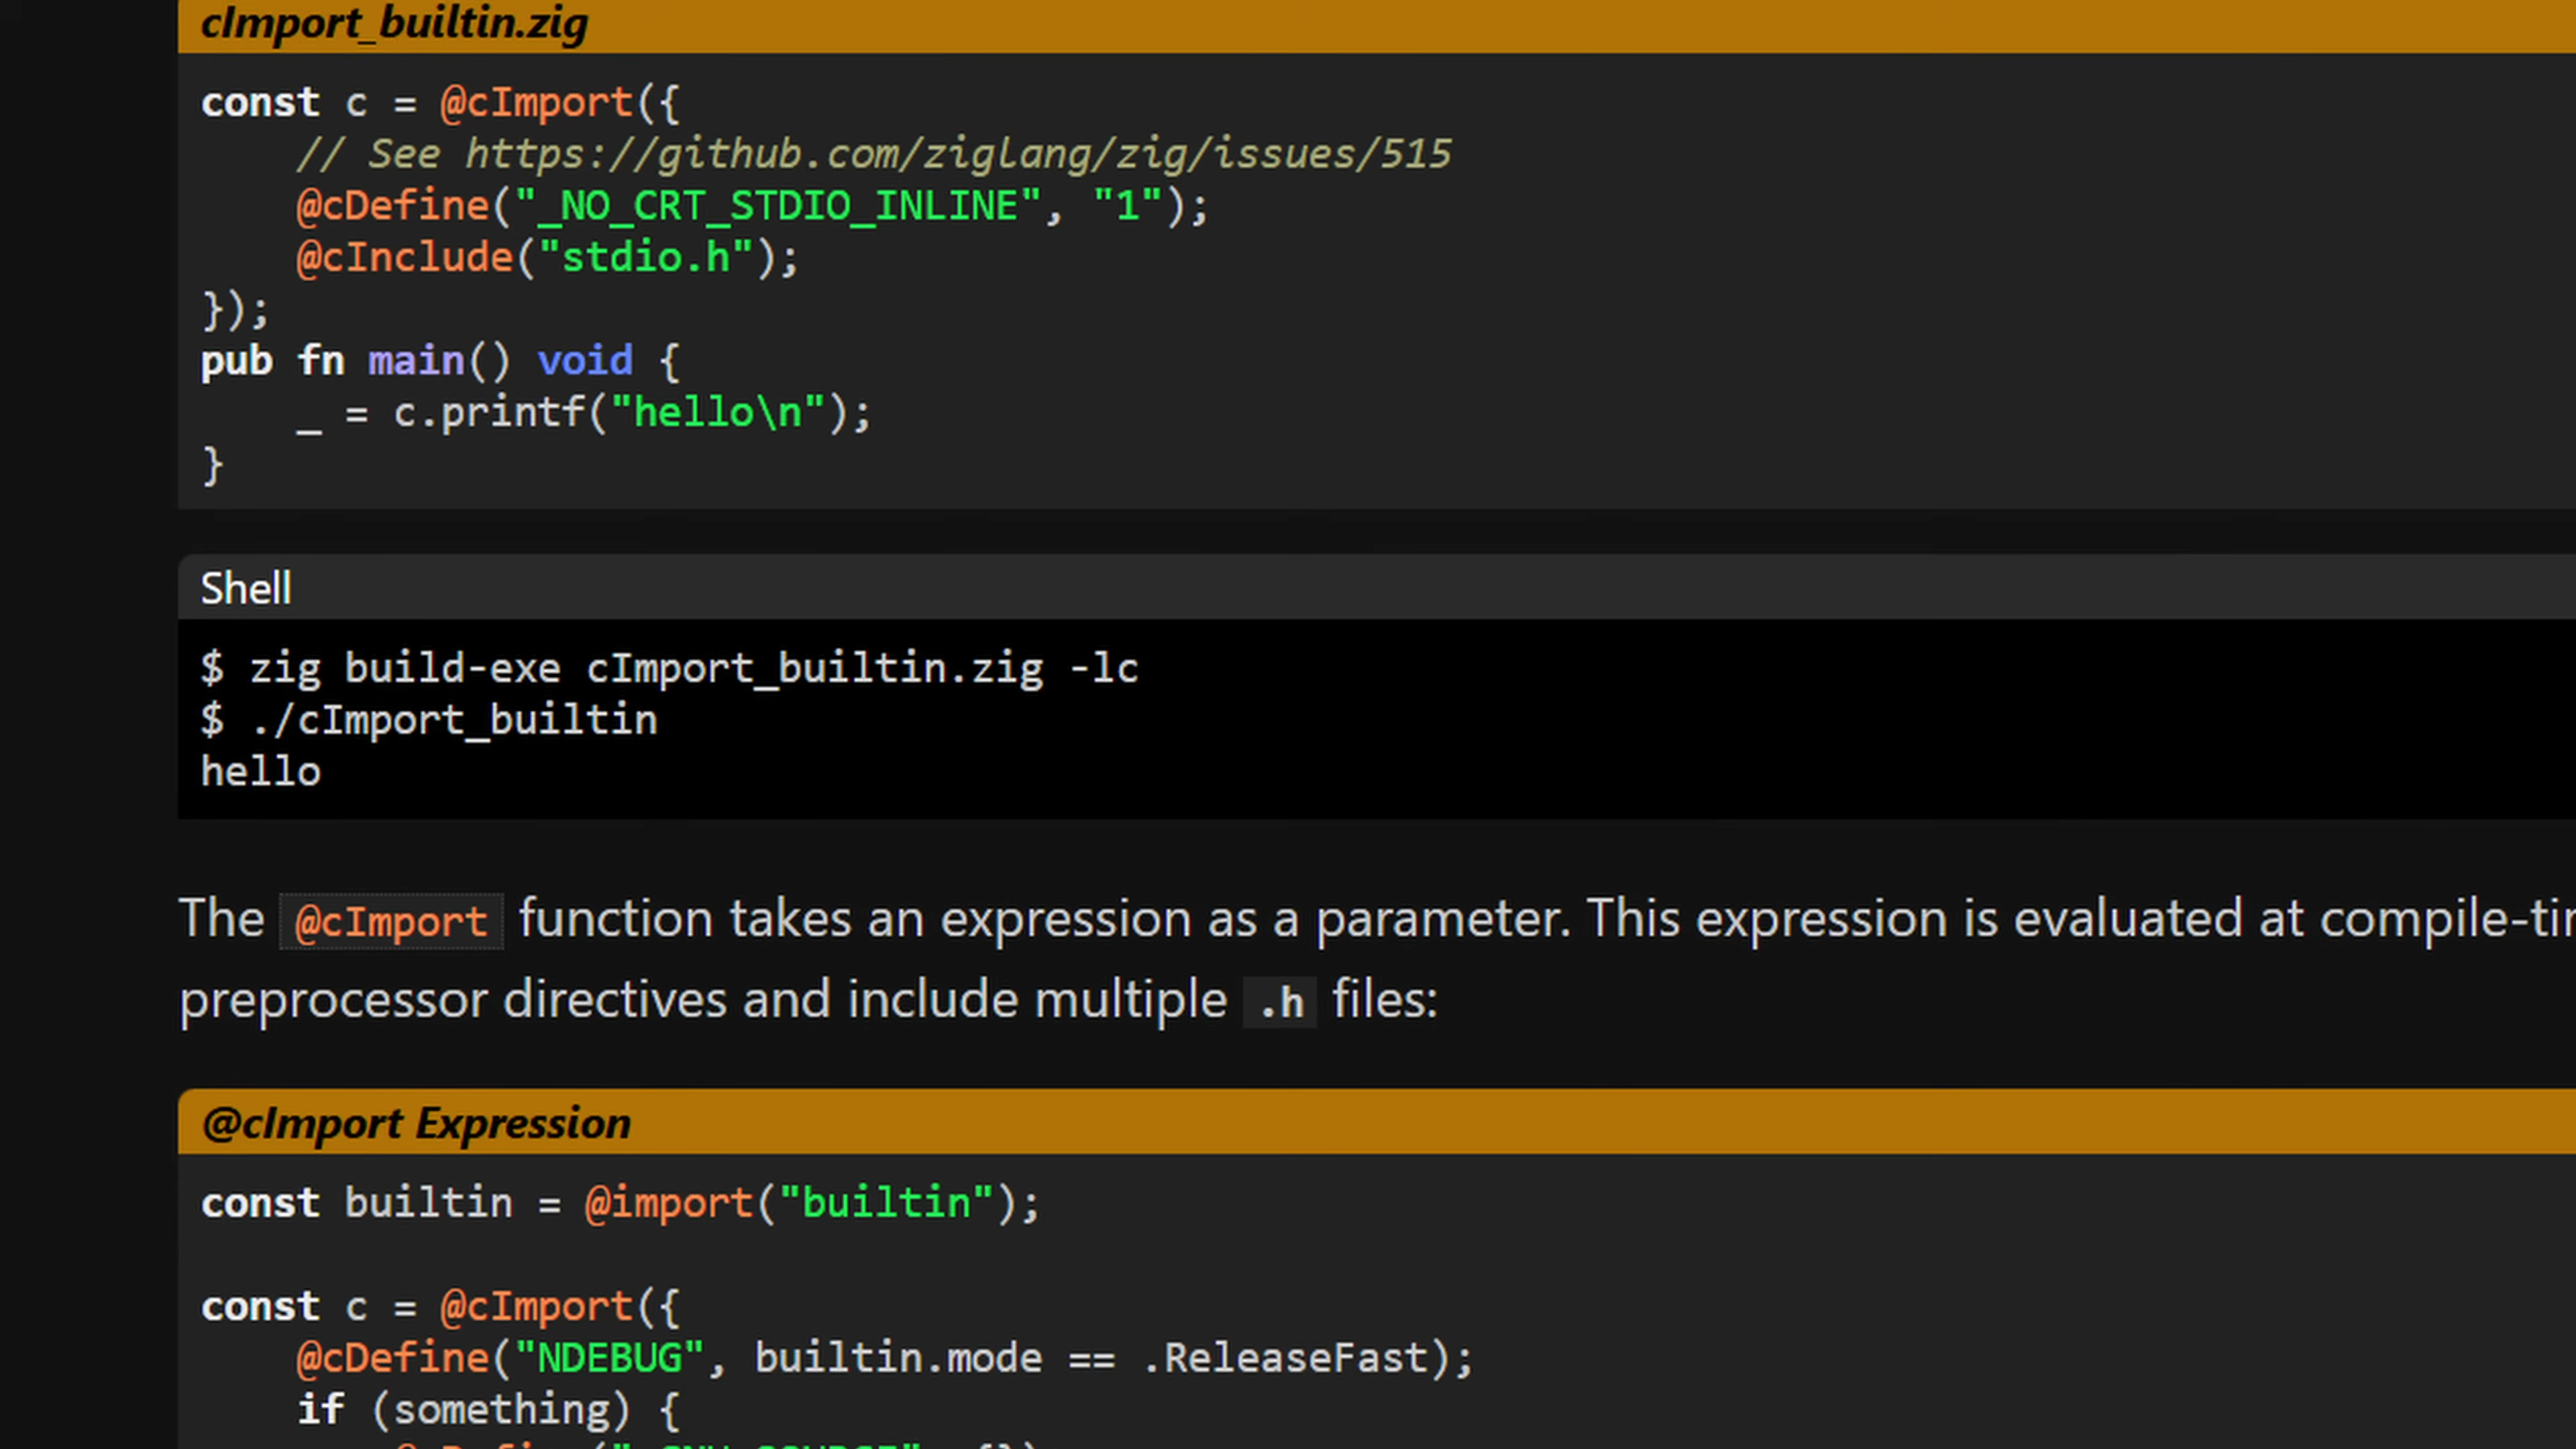 cImport_builtin.zig
const c = @cImport({
    // See https://github.com/ziglang/zig/issues/515
    @cDefine("_NO_CRT_STDIO_INLINE", "1");
    @cInclude("stdio.h");
});
pub fn main() void {
    _ = c.printf("hello\n");
}
Shell
$ zig build-exe cImport_builtin.zig -lc
$ ./cImport_builtin
hello
The @cImport function takes an expression as a parameter. This expression is evaluated at
preprocessor directives and include multiple .h files:
@cImport Expression
const builtin = @import("builtin");
const c = @cImport({
    @cDefine("NDEBUG", builtin.mode == .ReleaseFast);
    if (something) {